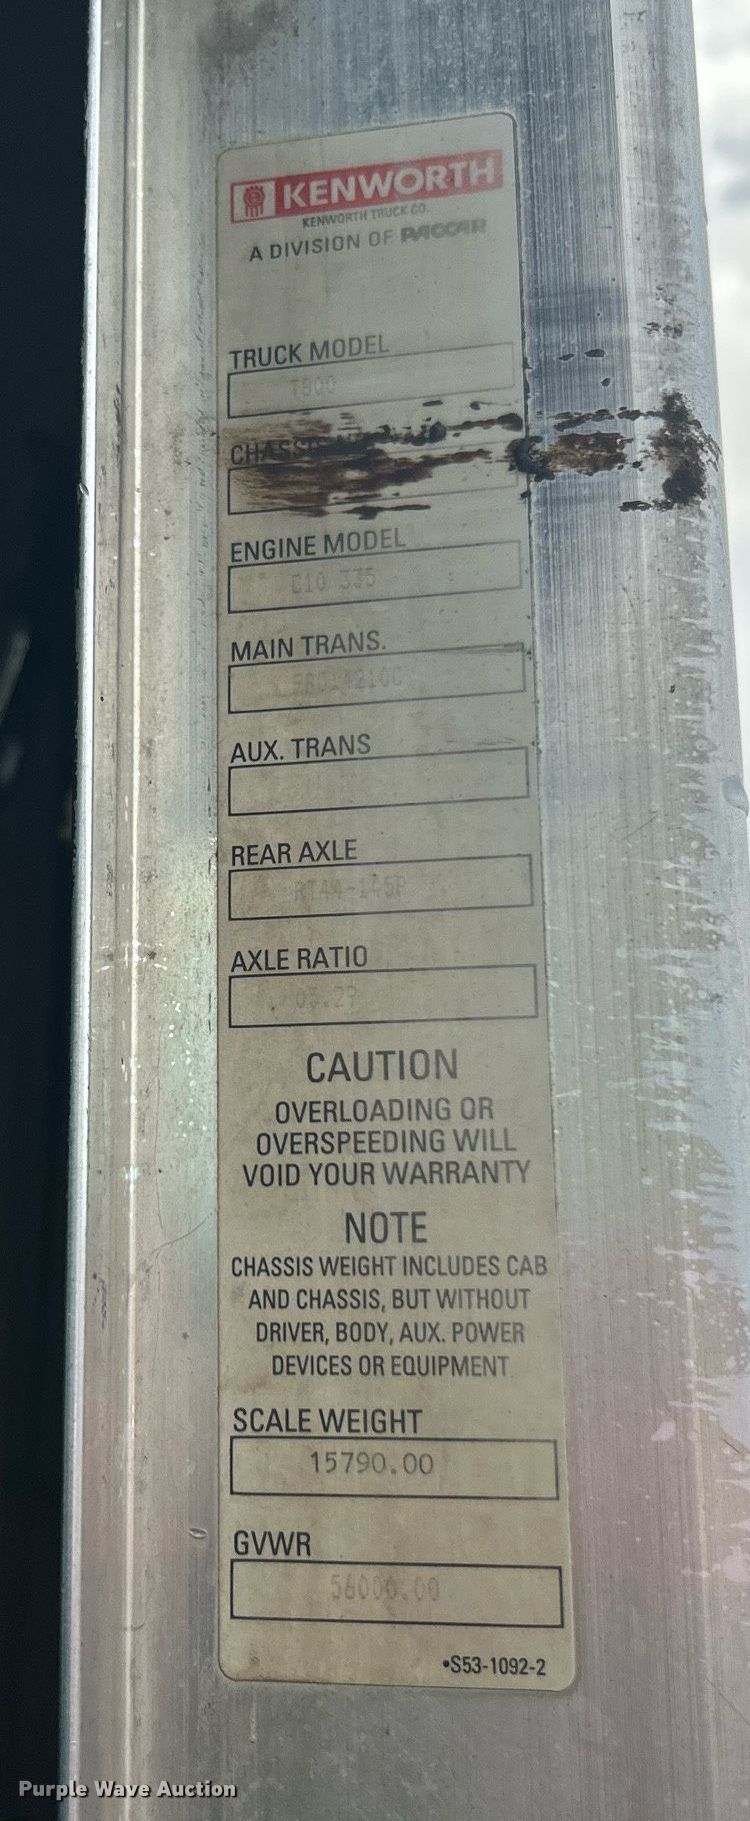 KENWORTH
KENWORTH TRUCK CO.
A DIVISION OF PACCAR
TRUCK MODEL
T800
CHASSIS
ENGINE MODEL
335
MAIN TRANS.
AUX. TRANS
REAR AXLE
AXLE RATIO
CAUTION
OVERLOADING OR
OVERSPEEDING WILL
VOID YOUR WARRANTY
NOTE
CHASSIS WEIGHT INCLUDES CAB
AND CHASSIS, BUT WITHOUT
DRIVER, BODY, AUX. POWER
DEVICES OR EQUIPMENT
SCALE WEIGHT
15790.00
GVWR
56000.00
•S53-1092-2
Purple Wave Auction